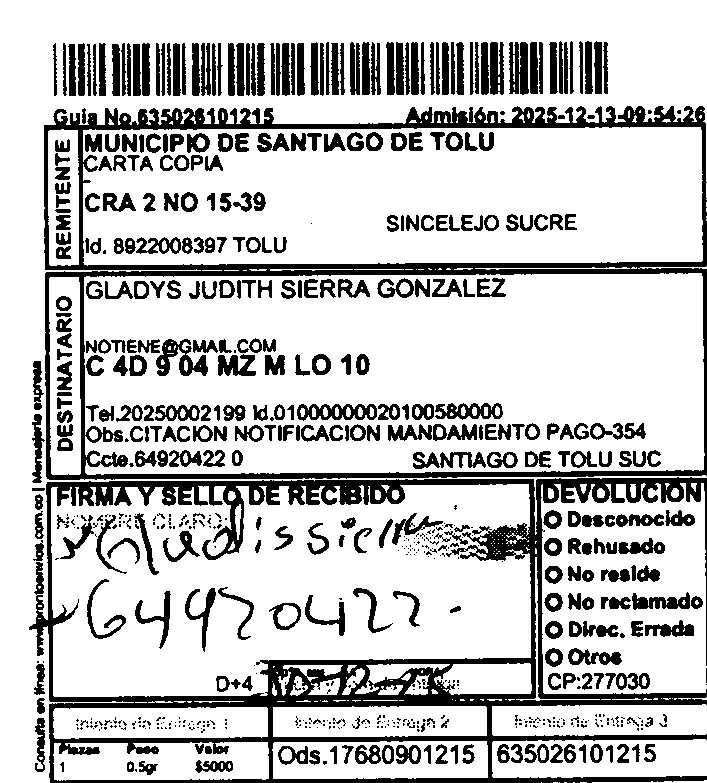 Guia No.635026101215 Admisión: 2025-12-13-09:54:26
REMITENTE
MUNICIPIO DE SANTIAGO DE TOLU
CARTA COPIA
-
CRA 2 NO 15-39
SINCELEJO SUCRE
Id. 8922008397 TOLU
DESTINATARIO
GLADYS JUDITH SIERRA GONZALEZ
NOTIENE@GMAIL.COM
C 4D 9 04 MZ M LO 10
Tel.20250002199 Id.01000000020100580000
Obs.CITACION NOTIFICACION MANDAMIENTO PAGO-354
Ccte.64920422 0 SANTIAGO DE TOLU SUC
Consulta en línea: www.prontoenvios.com.co | Mensajería expresa
FIRMA Y SELLO DE RECIBIDO
NOMBRE CLARO:
Gladis sierra
64920422.
D+4
DEVOLUCION
Desconocido
Rehusado
No reside
No reclamado
Direc. Errada
Otros
CP:277030
Intento de Entrega 1 Intento de Entrega 2 Intento de Entrega 3
Piezas Peso Valor
1 0.5gr $5000
Ods.17680901215 635026101215